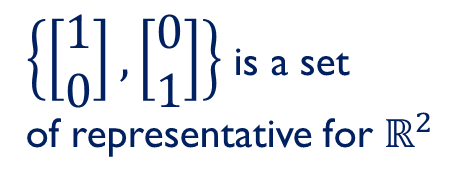 {[1 0], [0 1]} is a set
of representative for ℝ²